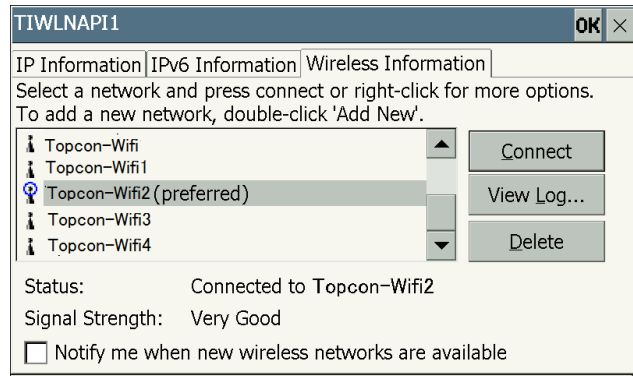 TIWLNAPI1 OK ×
IP Information IPv6 Information Wireless Information
Select a network and press connect or right-click for more options.
To add a new network, double-click 'Add New'.
Topcon-Wifi
Topcon-Wifi1
Topcon-Wifi2 (preferred)
Topcon-Wifi3
Topcon-Wifi4
Connect
View Log...
Delete
Status: Connected to Topcon-Wifi2
Signal Strength: Very Good
Notify me when new wireless networks are available